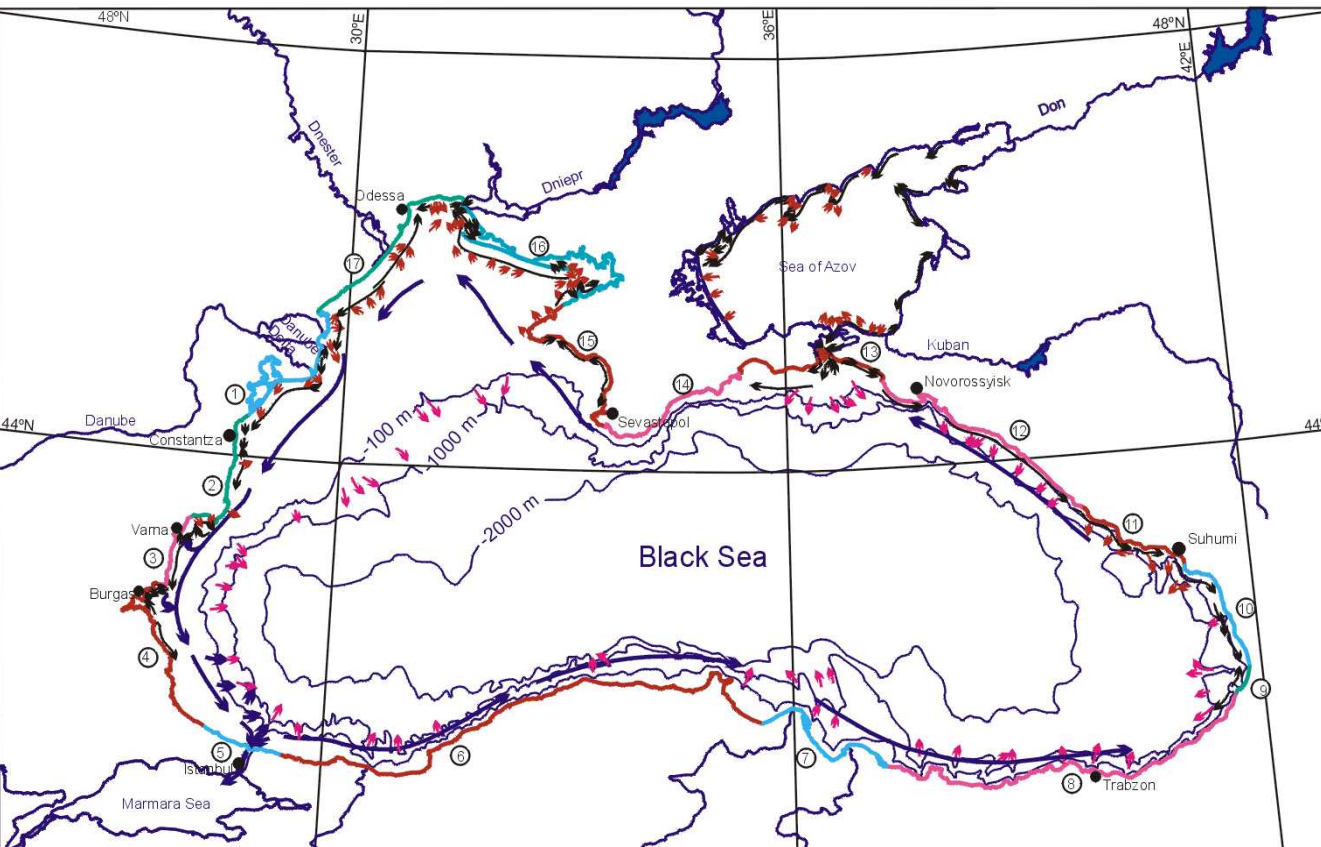 48ºN
30ºE
36ºE
48ºN
42ºE
Don
Dnester
Dniepr
Odessa
16
17
Sea of Azov
Danube
Delta
Kuban
15
13
1
14
Novorossyisk
44ºN
Danube
-100 m
-1000 m
Sevastopol
12
44º
Constantza
2
-2000 m
Varna
11
Suhumi
3
Black Sea
Burgas
10
4
9
5
6
7
Istanbul
8
Trabzon
Marmara Sea